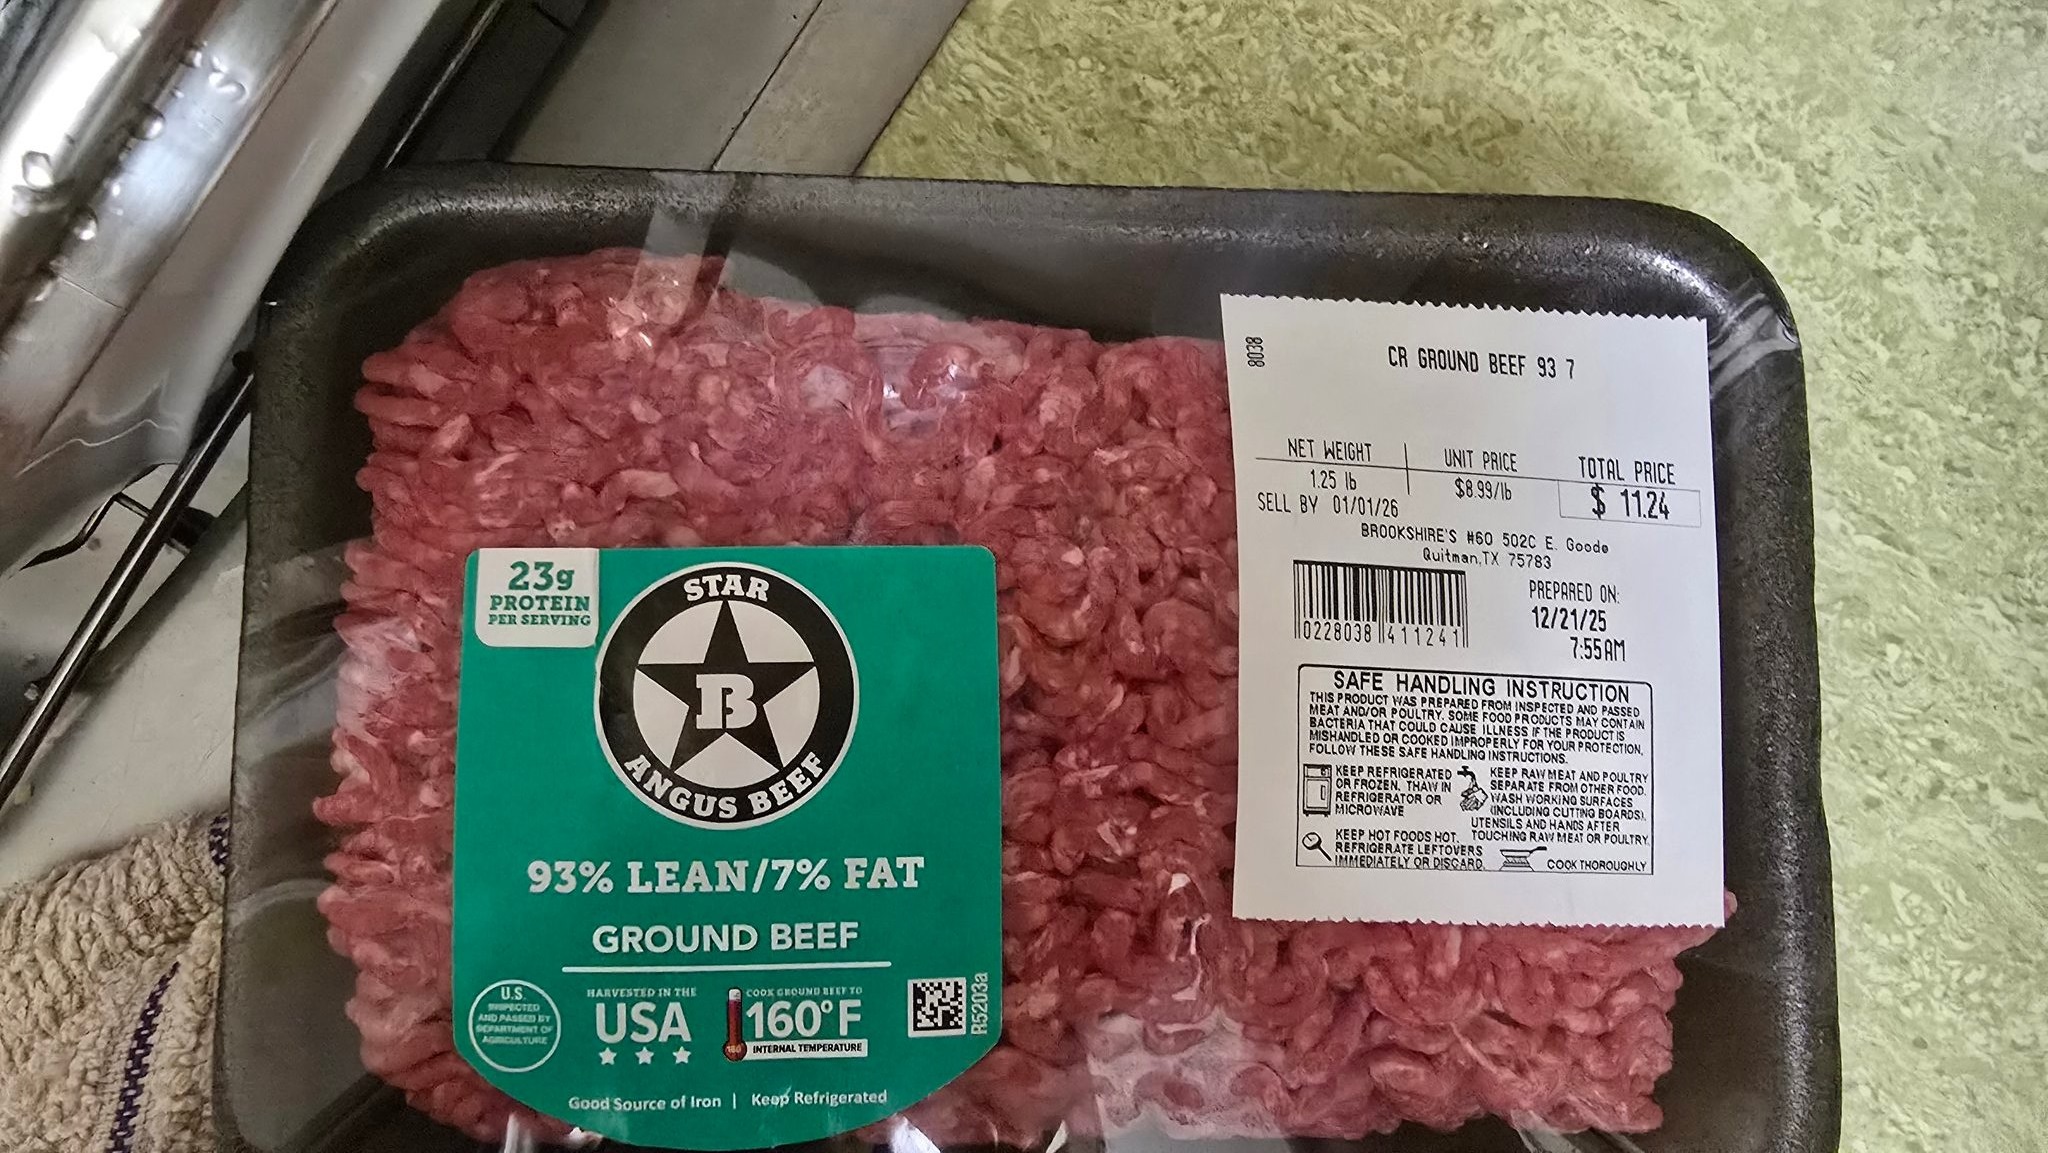 23g
PROTEIN
PER SERVING
STAR
B
ANGUS BEEF
93% LEAN/7% FAT
GROUND BEEF
U.S.
INSPECTED
AND PASSED BY
DEPARTMENT OF
AGRICULTURE
HARVESTED IN THE
USA
COOK GROUND BEEF TO
160°F
160°
INTERNAL TEMPERATURE
R5203a
Good Source of Iron | Keep Refrigerated
8038
CR GROUND BEEF 93 7
NET WEIGHT
UNIT PRICE
TOTAL PRICE
1.25 lb
$8.99/lb
$ 11.24
SELL BY 01/01/26
BROOKSHIRE'S #60 502C E. Goode
Quitman,TX 75783
0228038 411241
PREPARED ON:
12/21/25
7:55AM
SAFE HANDLING INSTRUCTION
THIS PRODUCT WAS PREPARED FROM INSPECTED AND PASSED
MEAT AND/OR POULTRY. SOME FOOD PRODUCTS MAY CONTAIN
BACTERIA THAT COULD CAUSE ILLNESS IF THE PRODUCT IS
MISHANDLED OR COOKED IMPROPERLY FOR YOUR PROTECTION,
FOLLOW THESE SAFE HANDLING INSTRUCTIONS.
KEEP REFRIGERATED
OR FROZEN. THAW IN
REFRIGERATOR OR
MICROWAVE
KEEP RAW MEAT AND POULTRY
SEPARATE FROM OTHER FOOD.
WASH WORKING SURFACES
(INCLUDING CUTTING BOARDS),
UTENSILS AND HANDS AFTER
TOUCHING RAW MEAT OR POULTRY.
KEEP HOT FOODS HOT.
REFRIGERATE LEFTOVERS
IMMEDIATELY OR DISCARD.
COOK THOROUGHLY